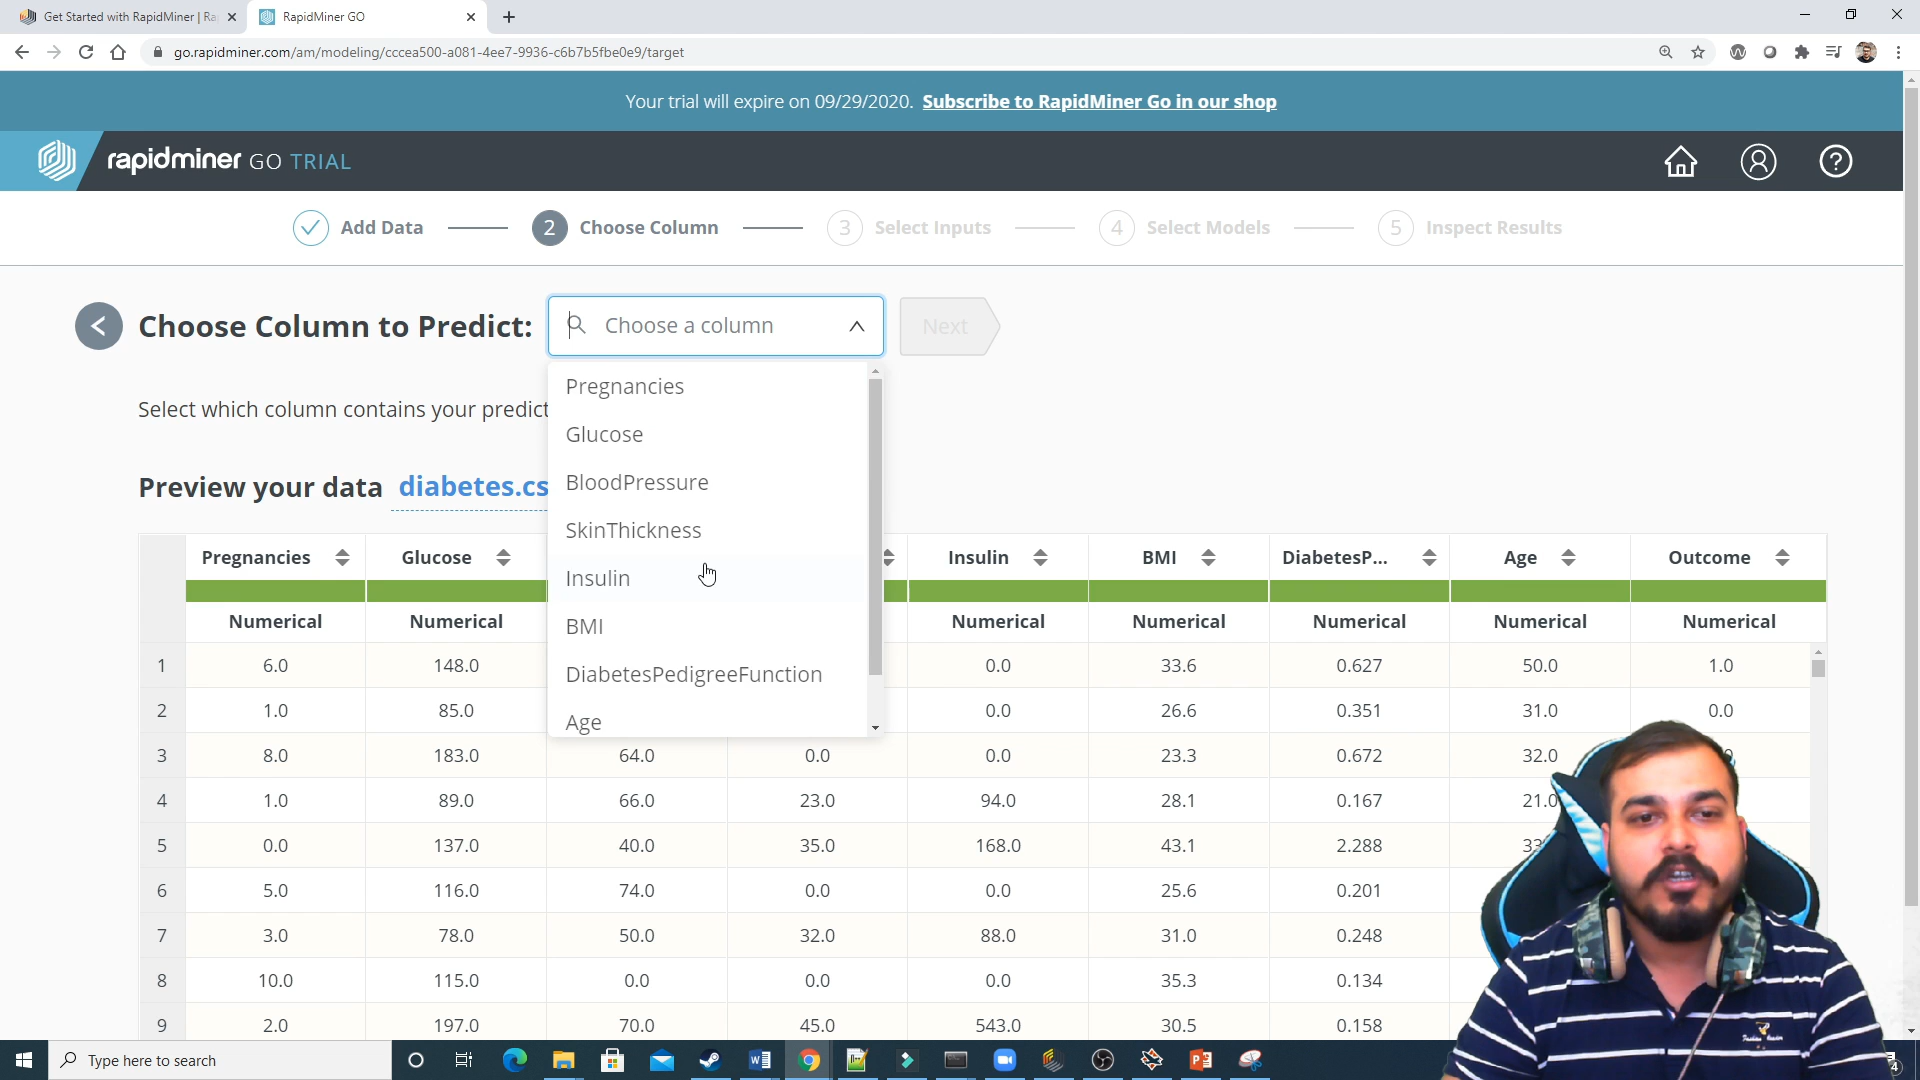 Get Started with RapidMiner | Ra
RapidMiner GO
go.rapidminer.com/am/modeling/cccea500-a081-4ee7-9936-c6b7b5fbe0e9/target
Your trial will expire on 09/29/2020. Subscribe to RapidMiner Go in our shop
rapidminer GO TRIAL
Add Data 2 Choose Column 3 Select Inputs 4 Select Models 5 Inspect Results
Choose Column to Predict: Choose a column Next
Pregnancies
Select which column contains your predict
Glucose
BloodPressure
Preview your data diabetes.cs
SkinThickness
Insulin
BMI
DiabetesPedigreeFunction
Age
Pregnancies Glucose Insulin BMI DiabetesP... Age Outcome
Numerical Numerical Numerical Numerical Numerical Numerical Numerical
1 6.0 148.0 0.0 33.6 0.627 50.0 1.0
2 1.0 85.0 0.0 26.6 0.351 31.0 0.0
3 8.0 183.0 64.0 0.0 0.0 23.3 0.672 32.0
4 1.0 89.0 66.0 23.0 94.0 28.1 0.167 21.0
5 0.0 137.0 40.0 35.0 168.0 43.1 2.288 33
6 5.0 116.0 74.0 0.0 0.0 25.6 0.201
7 3.0 78.0 50.0 32.0 88.0 31.0 0.248
8 10.0 115.0 0.0 0.0 0.0 35.3 0.134
9 2.0 197.0 70.0 45.0 543.0 30.5 0.158
Type here to search